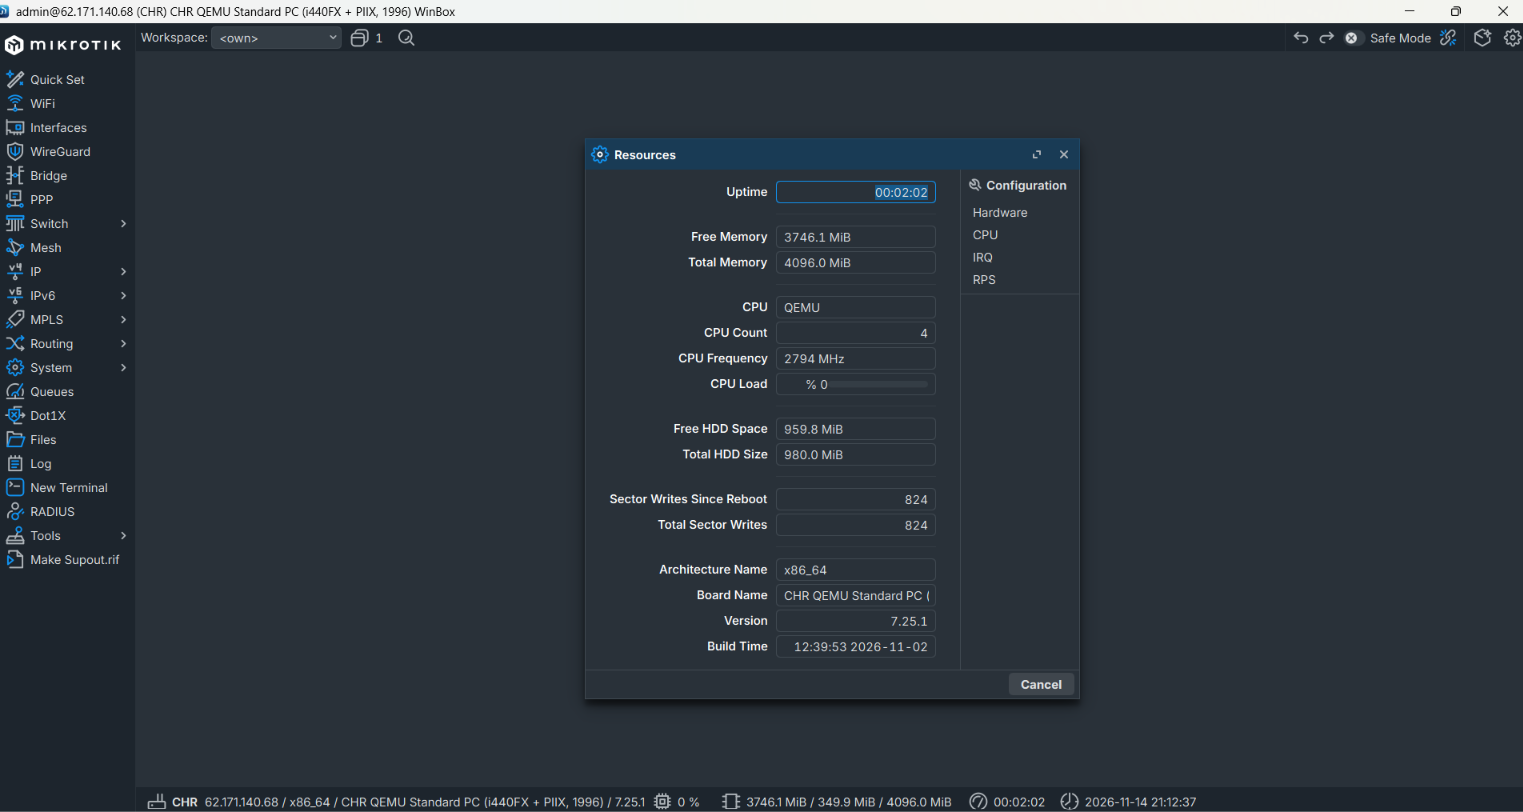 admin@62.171.140.68 (CHR) CHR QEMU Standard PC (i440FX + PIIX, 1996) WinBox
mikrotik
Workspace: <own> 1
Safe Mode
Quick Set
WiFi
Interfaces
WireGuard
Bridge
PPP
Switch
Mesh
IP
IPv6
MPLS
Routing
System
Queues
Dot1X
Files
Log
New Terminal
RADIUS
Tools
Make Supout.rif
Resources
Uptime 00:02:02
Free Memory 3746.1 MiB
Total Memory 4096.0 MiB
CPU QEMU
CPU Count 4
CPU Frequency 2794 MHz
CPU Load % 0
Free HDD Space 959.8 MiB
Total HDD Size 980.0 MiB
Sector Writes Since Reboot 824
Total Sector Writes 824
Architecture Name x86_64
Board Name CHR QEMU Standard PC (
Version 7.25.1
Build Time 12:39:53 2026-11-02
Configuration
Hardware
CPU
IRQ
RPS
Cancel
CHR 62.171.140.68 / x86_64 / CHR QEMU Standard PC (i440FX + PIIX, 1996) / 7.25.1 0 % 3746.1 MiB / 349.9 MiB / 4096.0 MiB 00:02:02 2026-11-14 21:12:37